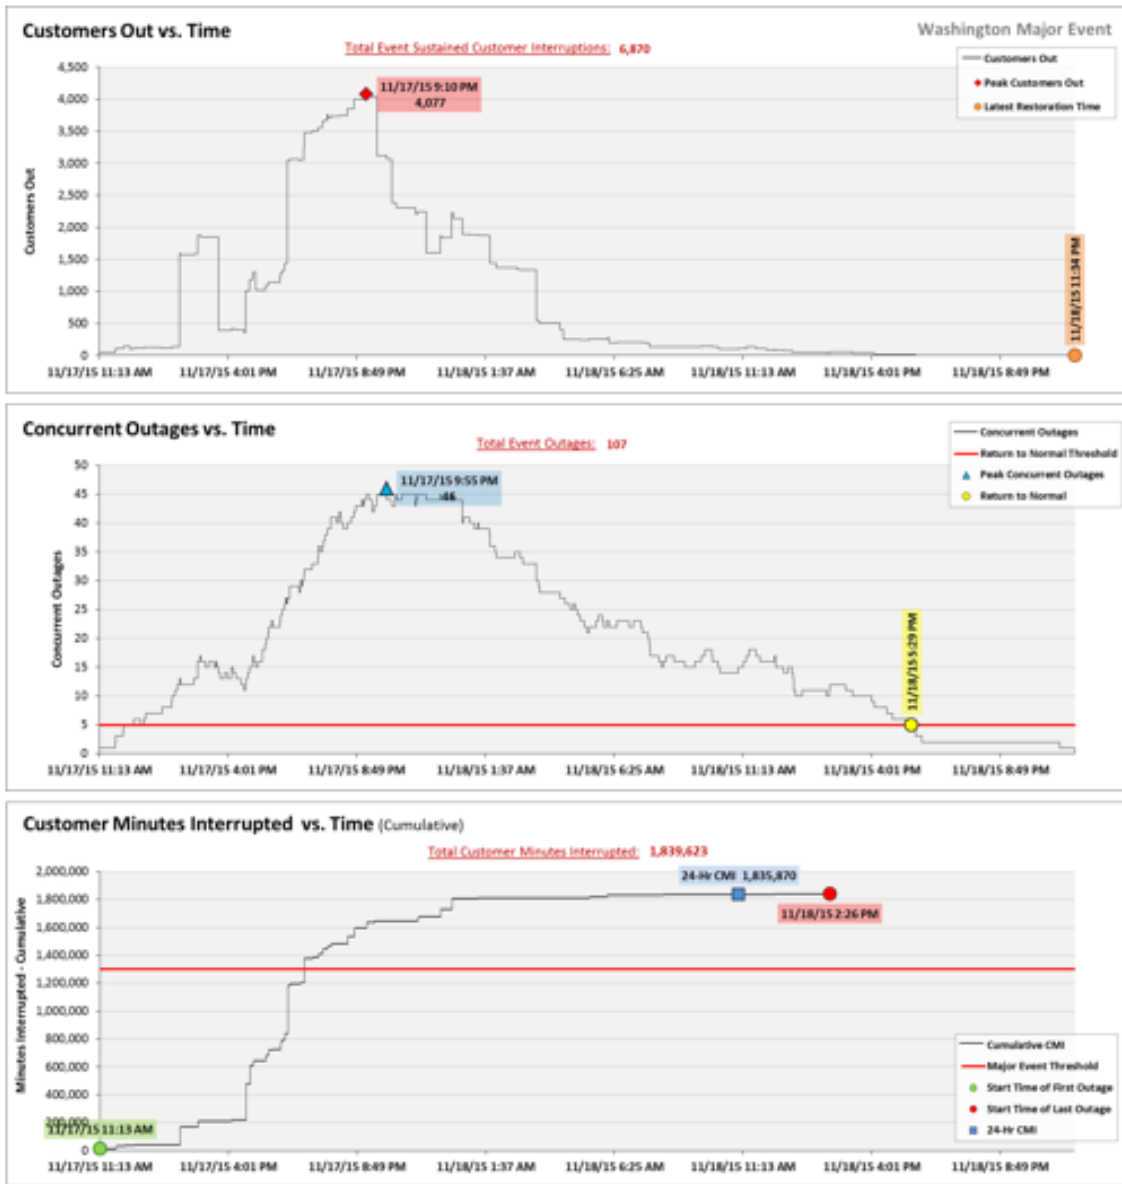 Customers Out vs. Time
Washington Major Event
Total Event Sustained Customer Interruptions: 6,870
Customers Out
Peak Customers Out
Latest Restoration Time
11/17/15 9:10 PM
4,077
4,500
4,000
3,500
3,000
2,500
2,000
1,500
1,000
500
0
Customers Out
11/18/15 11:34 PM
11/17/15 11:13 AM 11/17/15 4:01 PM 11/17/15 8:49 PM 11/18/15 1:37 AM 11/18/15 6:25 AM 11/18/15 11:13 AM 11/18/15 4:01 PM 11/18/15 8:49 PM
Concurrent Outages vs. Time
Total Event Outages: 107
Concurrent Outages
Return to Normal Threshold
Peak Concurrent Outages
Return to Normal
11/17/15 9:55 PM
46
50
45
40
35
30
25
20
15
10
5
0
Concurrent Outages
11/18/15 5:29 PM
11/17/15 11:13 AM 11/17/15 4:01 PM 11/17/15 8:49 PM 11/18/15 1:37 AM 11/18/15 6:25 AM 11/18/15 11:13 AM 11/18/15 4:01 PM 11/18/15 8:49 PM
Customer Minutes Interrupted vs. Time (Cumulative)
Total Customer Minutes Interrupted: 1,839,623
24-Hr CMI 1,835,870
11/18/15 2:26 PM
2,000,000
1,800,000
1,600,000
1,400,000
1,200,000
1,000,000
800,000
600,000
400,000
200,000
0
Minutes Interrupted - Cumulative
11/17/15 11:13 AM
Cumulative CMI
Major Event Threshold
Start Time of First Outage
Start Time of Last Outage
24-Hr CMI
11/17/15 11:13 AM 11/17/15 4:01 PM 11/17/15 8:49 PM 11/18/15 1:37 AM 11/18/15 6:25 AM 11/18/15 11:13 AM 11/18/15 4:01 PM 11/18/15 8:49 PM